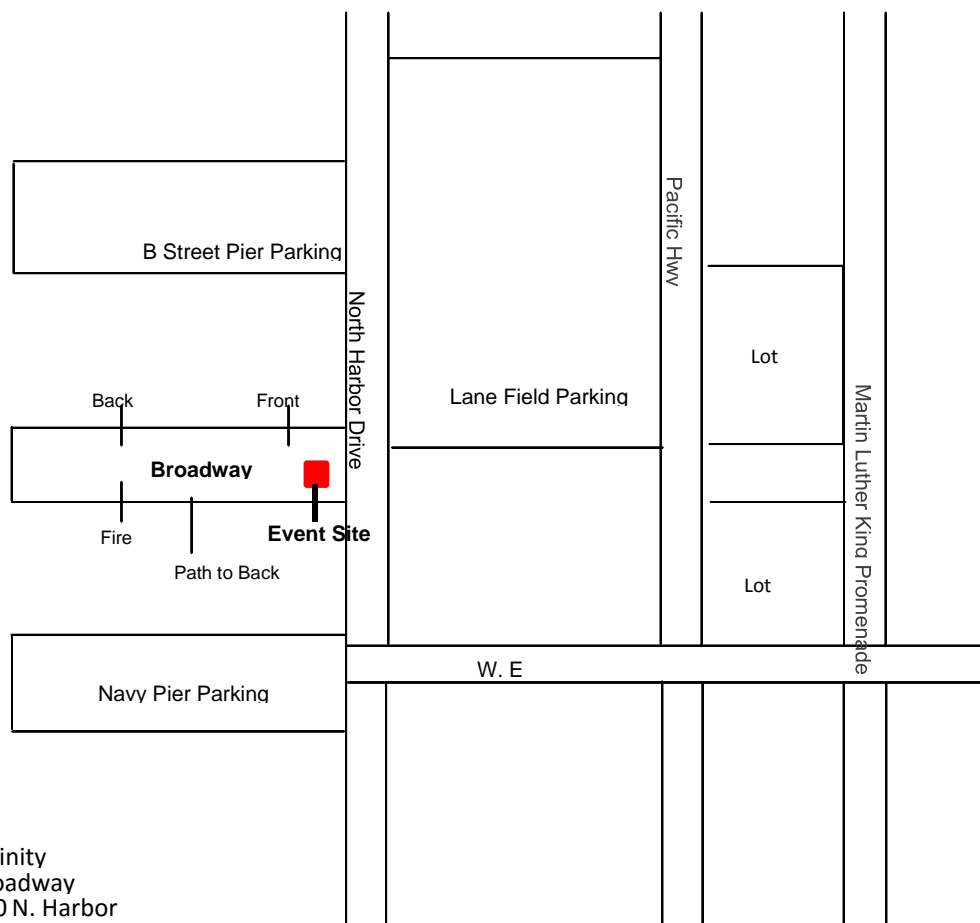 Pacific Hwy
B Street Pier Parking
North Harbor Drive
Lot
Lane Field Parking
Martin Luther King Promenade
Back
Front
Broadway
Event Site
Fire
Path to Back
Lot
W. E
Navy Pier Parking
inity
oadway
0 N. Harbor